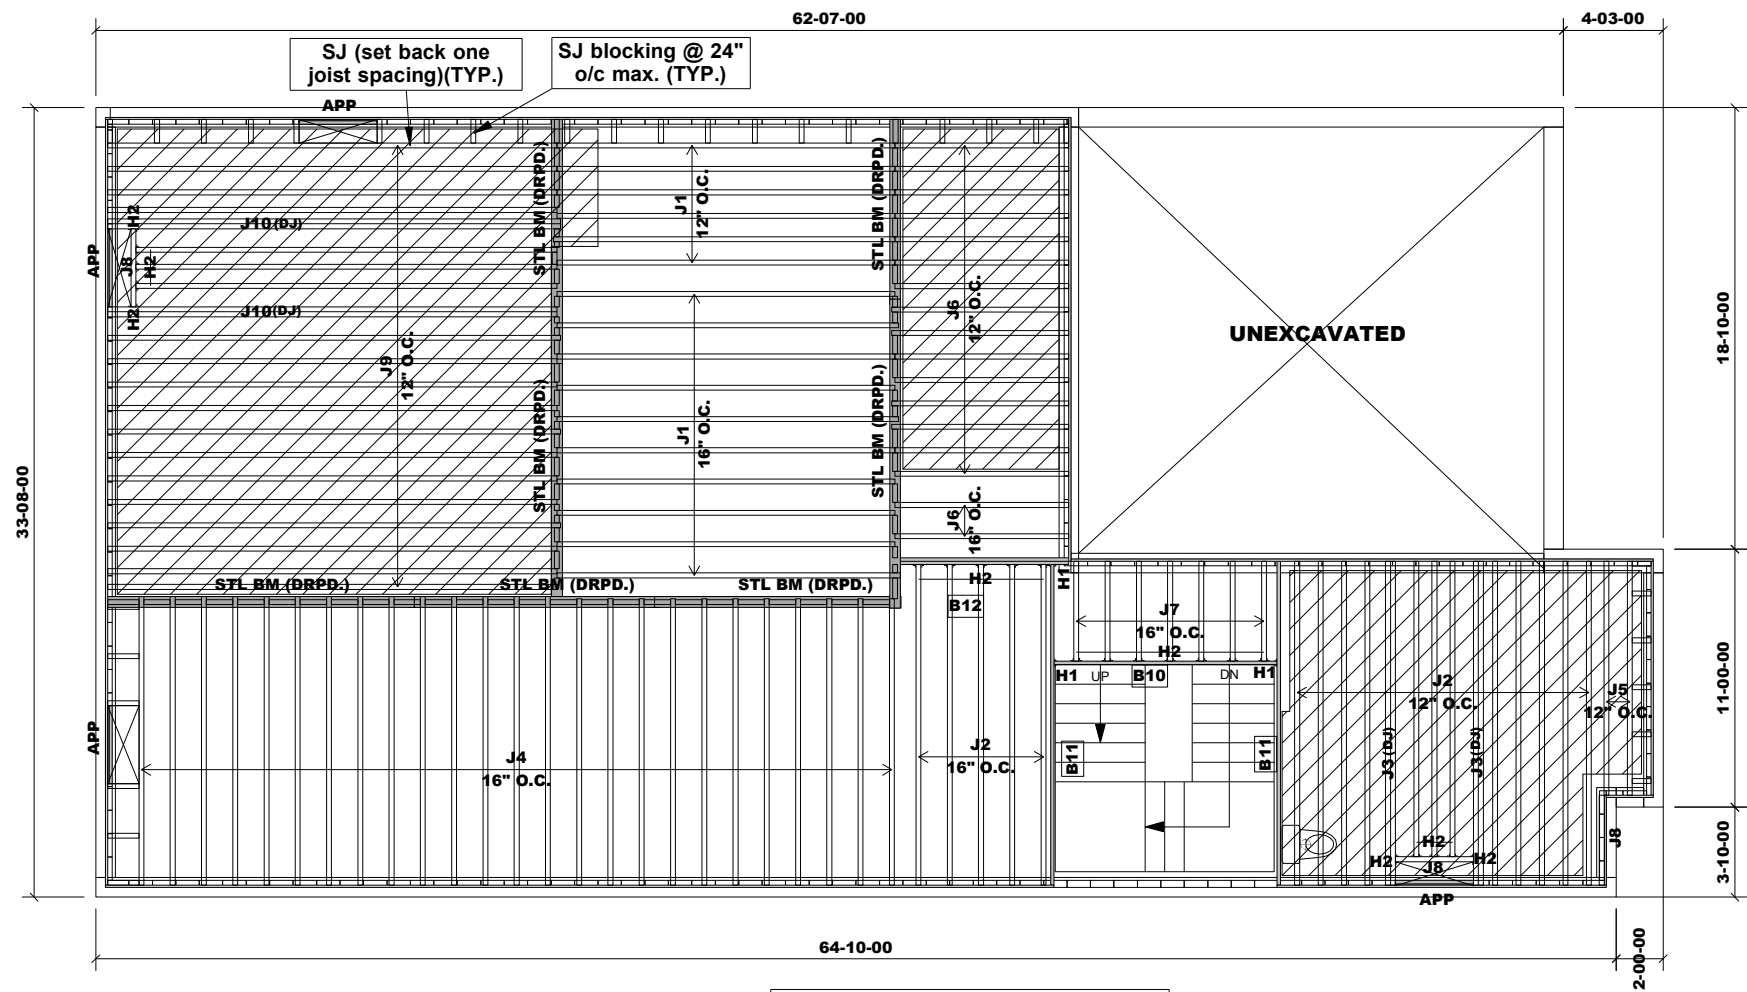 62-07-00
4-03-00
SJ (set back one
joist spacing)(TYP.)
SJ blocking @ 24"
o/c max. (TYP.)
APP
33-08-00
18-10-00
11-00-00
3-10-00
STL BM (DRPD.)
STL BM (DRPD.)
J1
12" O.C.
H2
J10(DJ)
APP
J8
H2
J10(DJ)
H2
J9
12" O.C.
J6
12" O.C.
UNEXCAVATED
STL BM (DRPD.)
STL BM (DRPD.)
J1
16" O.C.
J6
16" O.C.
STL BM (DRPD.)
STL BM (DRPD.)
STL BM (DRPD.)
H2
H1
B12
J7
16" O.C.
H2
H1
UP
B10
DN
H1
J2
12" O.C.
J5
12" O.C.
APP
J4
16" O.C.
J2
16" O.C.
B11
B11
J3(DJ)
J3(DJ)
H2
J8
H2
H2
J8
APP
64-10-00
2-00-00